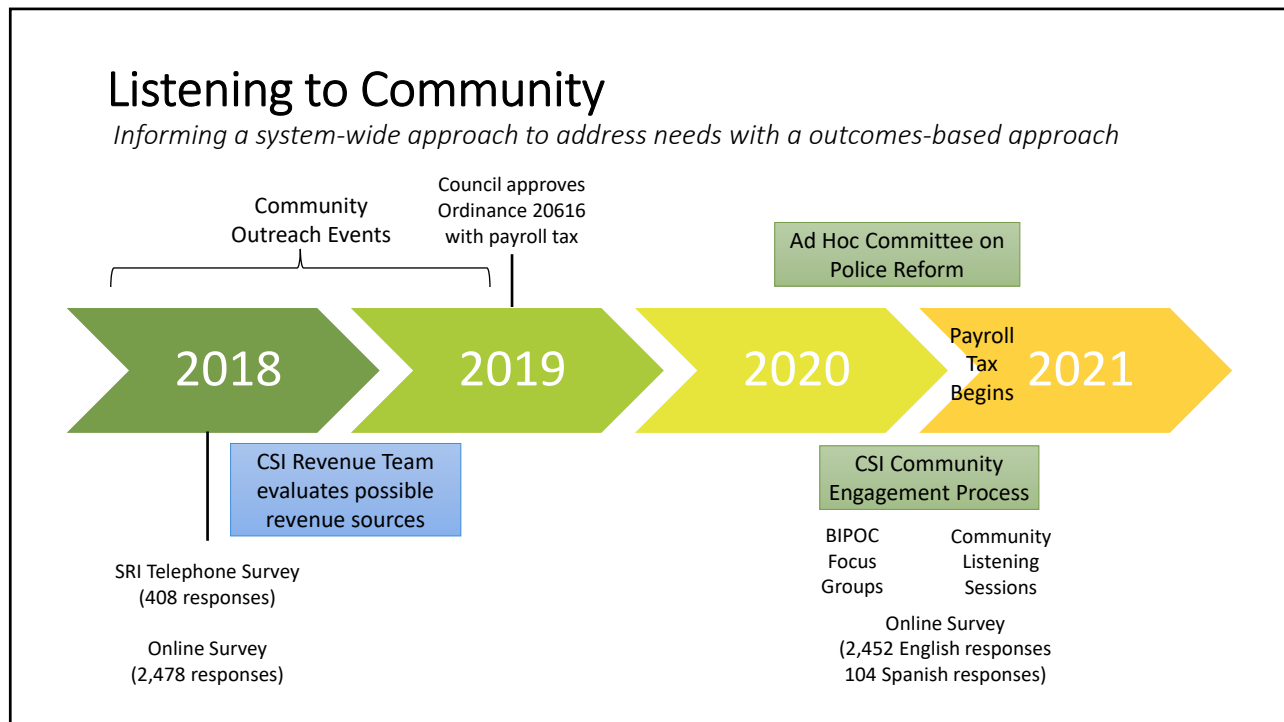 Listening to Community
Informing a system-wide approach to address needs with a outcomes-based approach
Community
Outreach Events
Council approves
Ordinance 20616
with payroll tax
Ad Hoc Committee on
Police Reform
2018
2019
2020
Payroll
Tax
Begins
2021
CSI Revenue Team
evaluates possible
revenue sources
CSI Community
Engagement Process
SRI Telephone Survey
(408 responses)
Online Survey
(2,478 responses)
BIPOC
Focus
Groups
Community
Listening
Sessions
Online Survey
(2,452 English responses
104 Spanish responses)